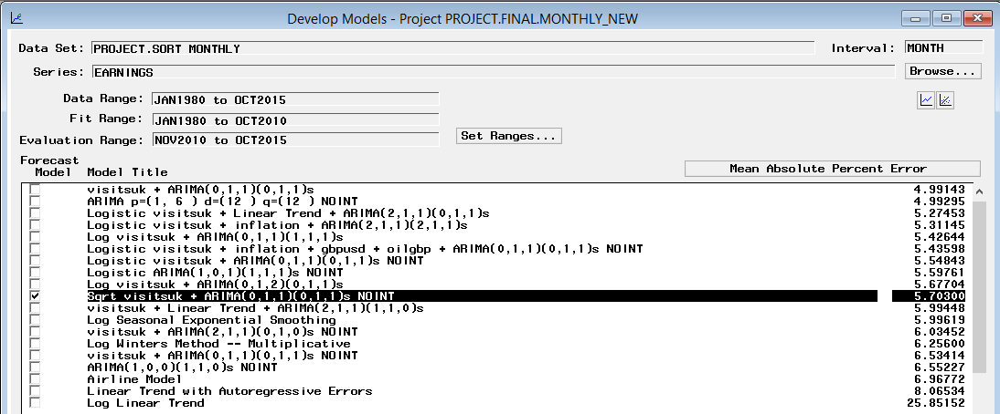 Develop Models - Project PROJECT.FINAL.MONTHLY_NEW
Data Set: PROJECT.SORT MONTHLY Interval: MONTH
Series: EARNINGS Browse...
Data Range: JAN1980 to OCT2015
Fit Range: JAN1980 to OCT2010
Evaluation Range: NOV2010 to OCT2015 Set Ranges...
Forecast
Model Model Title Mean Absolute Percent Error
visitsuk + ARIMA(0,1,1)(0,1,1)s 4.99143
ARIMA p=(1, 6 ) d=(12 ) q=(12 ) NOINT 4.99295
Logistic visitsuk + Linear Trend + ARIMA(2,1,1)(0,1,1)s 5.27453
Logistic visitsuk + inflation + ARIMA(2,1,1)(2,1,1)s 5.31145
Log visitsuk + ARIMA(0,1,1)(1,1,1)s 5.42644
Logistic visitsuk + inflation + gbpusd + oilgbp + ARIMA(0,1,1)(0,1,1)s NOINT 5.43598
Logistic visitsuk + ARIMA(0,1,1)(0,1,1)s NOINT 5.54843
Logistic ARIMA(1,0,1)(1,1,1)s NOINT 5.59761
Log visitsuk + ARIMA(0,1,2)(0,1,1)s 5.67704
Sqrt visitsuk + ARIMA(0,1,1)(0,1,1)s NOINT 5.70300
visitsuk + Linear Trend + ARIMA(2,1,1)(1,1,0)s 5.99448
Log Seasonal Exponential Smoothing 5.99619
visitsuk + ARIMA(2,1,1)(0,1,0)s NOINT 6.03452
Log Winters Method -- Multiplicative 6.25600
visitsuk + ARIMA(0,1,1)(0,1,1)s NOINT 6.53414
ARIMA(1,0,0)(1,1,0)s NOINT 6.55227
Airline Model 6.96772
Linear Trend with Autoregressive Errors 8.06534
Log Linear Trend 25.85152